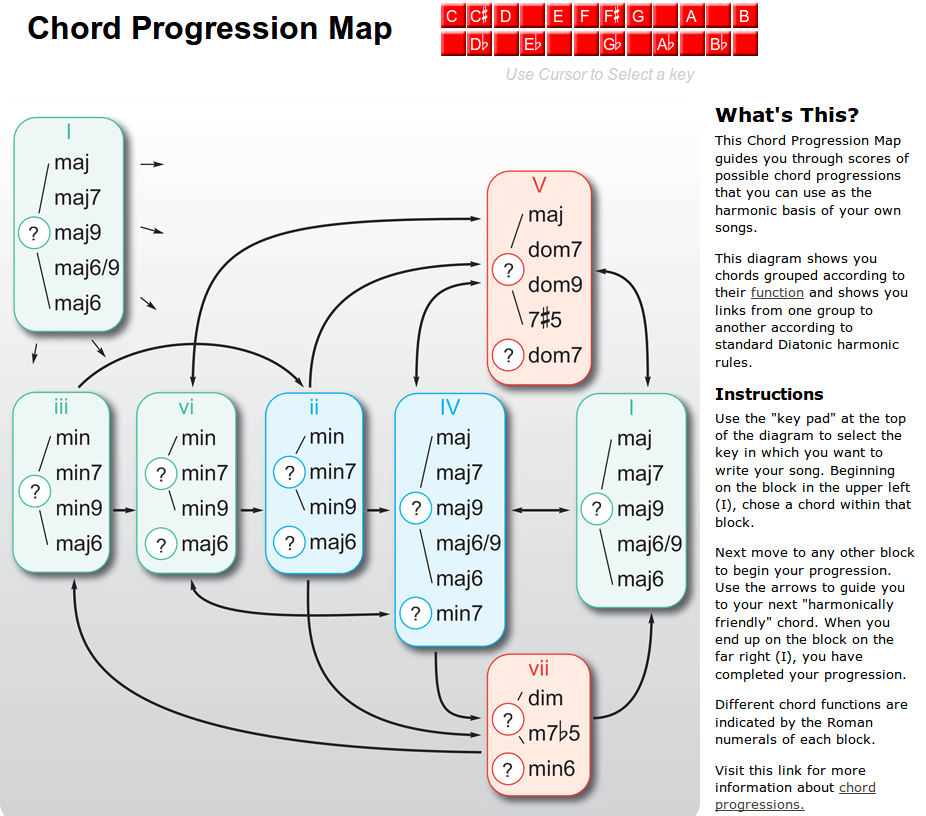 Chord Progression Map
C C♯ D E F F♯ G A B
D♭ E♭ G♭ A♭ B♭
Use Cursor to Select a key
I
maj
maj7
? maj9
maj6/9
maj6
V
maj
dom7
?
dom9
7♯5
? dom7
iii
min
min7
?
min9
maj6
vi
min
? min7
min9
? maj6
ii
min
? min7
min9
? maj6
IV
maj
maj7
? maj9
maj6/9
maj6
? min7
I
maj
maj7
? maj9
maj6/9
maj6
vii
dim
?
m7♭5
? min6
What's This?
This Chord Progression Map
guides you through scores of
possible chord progressions
that you can use as the
harmonic basis of your own
songs.
This diagram shows you
chords grouped according to
their function and shows you
links from one group to
another according to
standard Diatonic harmonic
rules.
Instructions
Use the "key pad" at the top
of the diagram to select the
key in which you want to
write your song. Beginning
on the block in the upper left
(I), chose a chord within that
block.
Next move to any other block
to begin your progression.
Use the arrows to guide you
to your next "harmonically
friendly" chord. When you
end up on the block on the
far right (I), you have
completed your progression.
Different chord functions are
indicated by the Roman
numerals of each block.
Visit this link for more
information about chord
progressions.